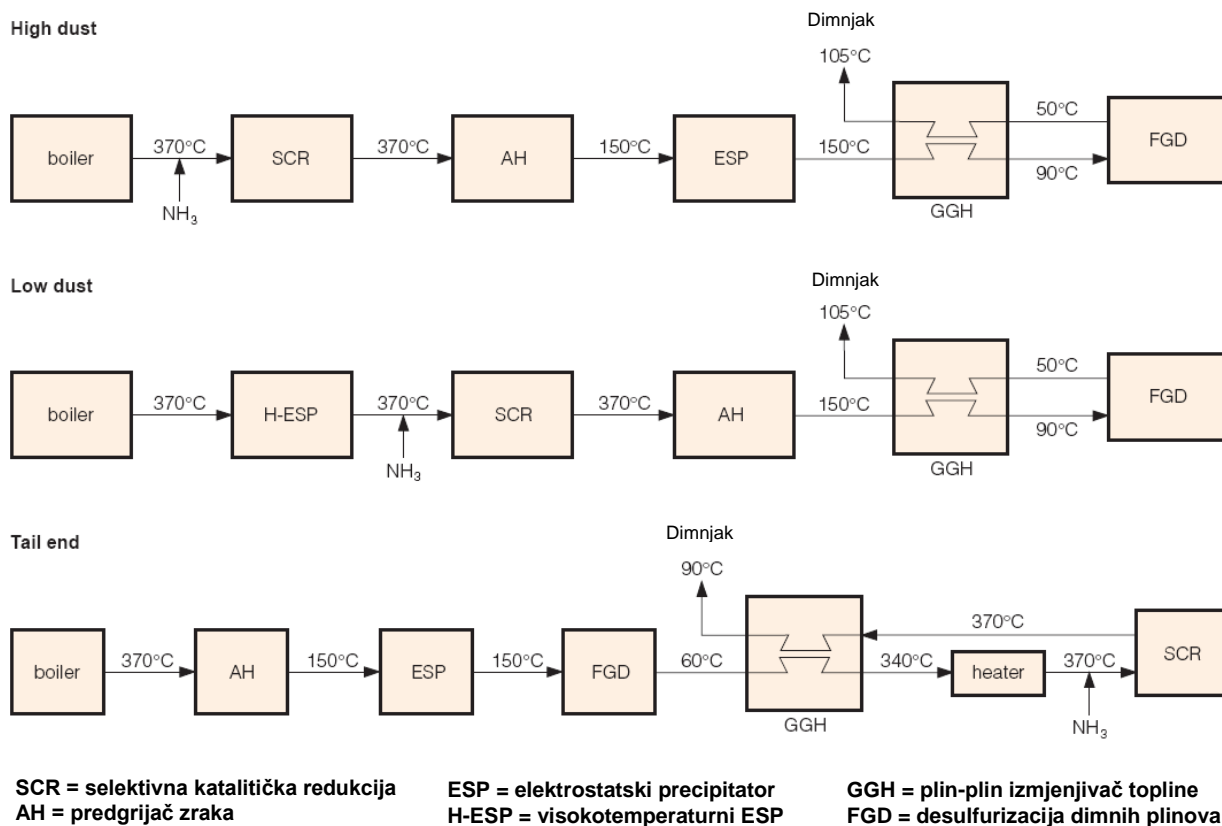 High dust
Dimnjak
105°C
boiler
370°C
NH₃
SCR
370°C
AH
150°C
ESP
150°C
GGH
50°C
90°C
FGD
Low dust
Dimnjak
105°C
boiler
370°C
H-ESP
370°C
NH₃
SCR
370°C
AH
150°C
GGH
50°C
90°C
FGD
Tail end
Dimnjak
90°C
boiler
370°C
AH
150°C
ESP
150°C
FGD
60°C
GGH
370°C
340°C
heater
370°C
NH₃
SCR
SCR = selektivna katalitička redukcija
AH = predgrijač zraka
ESP = elektrostatski precipitator
H-ESP = visokotemperaturni ESP
GGH = plin-plin izmjenjivač topline
FGD = desulfurizacija dimnih plinova